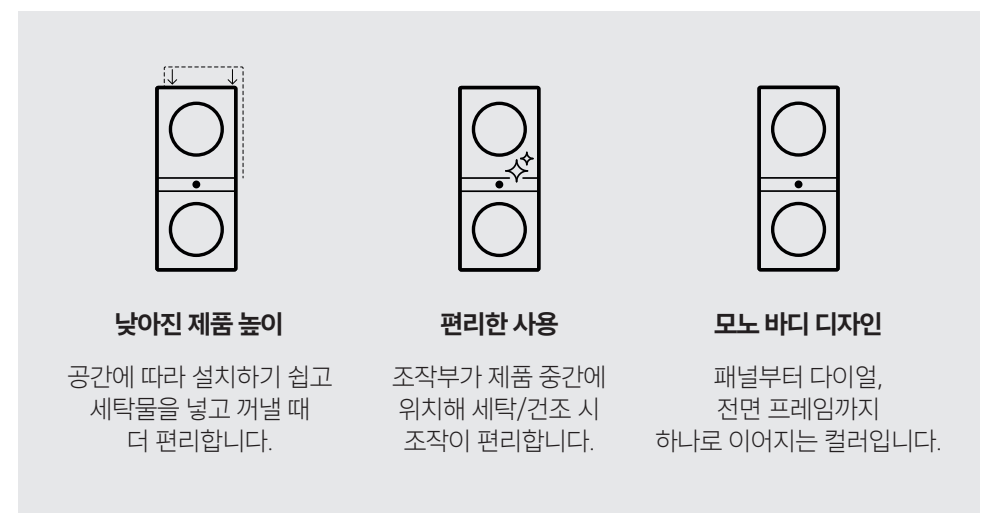 낮아진 제품 높이
공간에 따라 설치하기 쉽고
세탁물을 넣고 꺼낼 때
더 편리합니다.
편리한 사용
조작부가 제품 중간에
위치해 세탁/건조 시
조작이 편리합니다.
모노 바디 디자인
패널부터 다이얼,
전면 프레임까지
하나로 이어지는 컬러입니다.